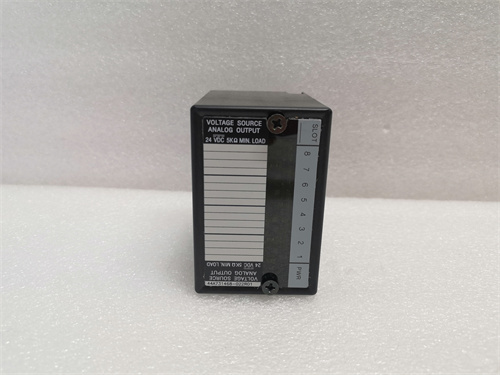 VOLTAGE SOURCE
ANALOG OUTPUT
24 VDC 5KΩ MIN. LOAD
SLOT
8
7
6
5
4
3
2
1
PWR
24 VDC 5KΩ MIN. LOAD
ANALOG OUTPUT
VOLTAGE SOURCE